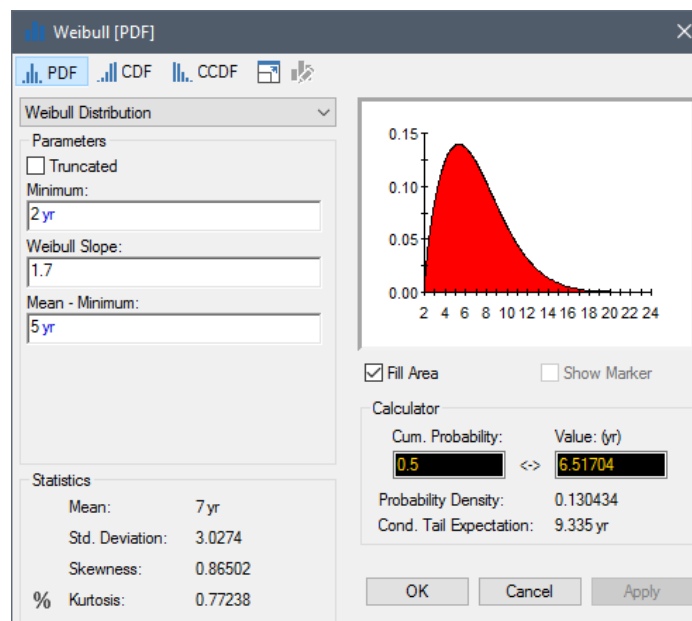 Weibull [PDF]
PDF CDF CCDF
Weibull Distribution
Parameters
Truncated
Minimum:
2 yr
Weibull Slope:
1.7
Mean - Minimum:
5 yr
Statistics
Mean: 7 yr
Std. Deviation: 3.0274
Skewness: 0.86502
% Kurtosis: 0.77238
0.15
0.10
0.05
0.00
2 4 6 8 10 12 14 16 18 20 22 24
Fill Area Show Marker
Calculator
Cum. Probability: Value: (yr)
0.5 <-> 6.51704
Probability Density: 0.130434
Cond. Tail Expectation: 9.335 yr
OK Cancel Apply